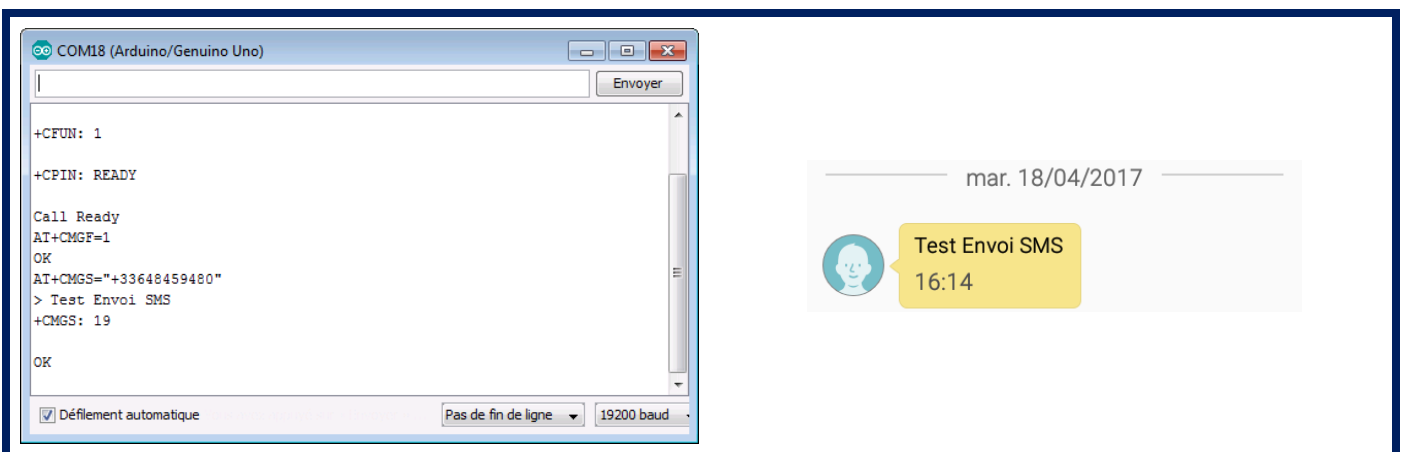 COM18 (Arduino/Genuino Uno)
Envoyer
+CFUN: 1
+CPIN: READY
Call Ready
AT+CMGF=1
OK
AT+CMGS="+33648459480"
> Test Envoi SMS
+CMGS: 19
OK
Défilement automatique
Pas de fin de ligne
19200 baud
mar. 18/04/2017
Test Envoi SMS
16:14